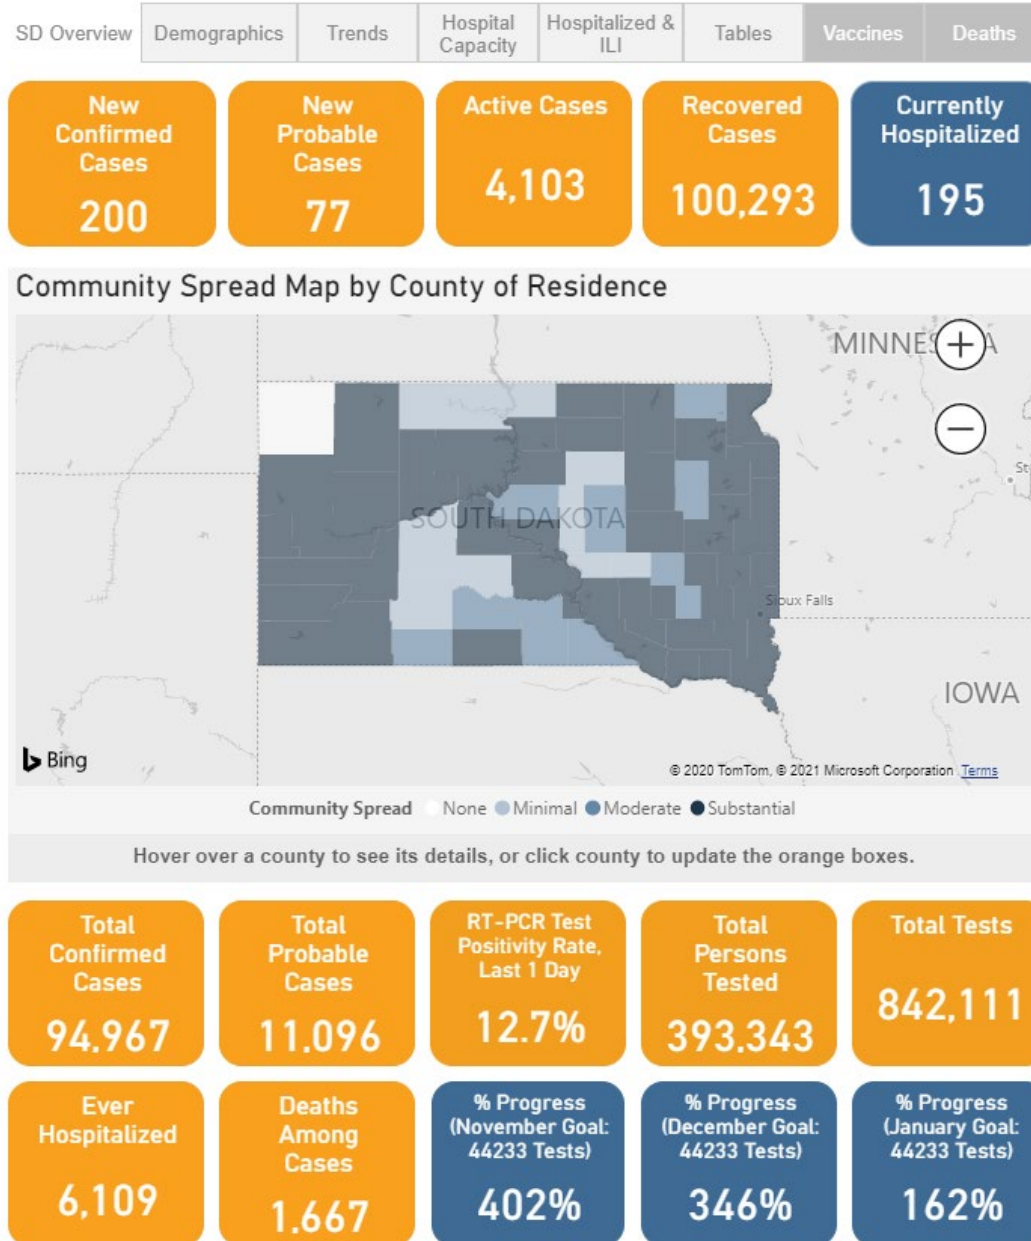 SD Overview
Demographics
Trends
Hospital
Capacity
Hospitalized &
ILI
Tables
Vaccines
Deaths
New
Confirmed
Cases
200
New
Probable
Cases
77
Active Cases
4,103
Recovered
Cases
100,293
Currently
Hospitalized
195
Community Spread Map by County of Residence
SOUTH DAKOTA
Sioux Falls
IOWA
Bing
© 2020 TomTom, © 2021 Microsoft Corporation Terms
Community Spread None Minimal Moderate Substantial
Hover over a county to see its details, or click county to update the orange boxes.
Total
Confirmed
Cases
94,967
Total
Probable
Cases
11,096
RT-PCR Test
Positivity Rate,
Last 1 Day
12.7%
Total
Persons
Tested
393,343
Total Tests
842,111
Ever
Hospitalized
6,109
Deaths
Among
Cases
1,667
% Progress
(November Goal:
44233 Tests)
402%
% Progress
(December Goal:
44233 Tests)
346%
% Progress
(January Goal:
44233 Tests)
162%